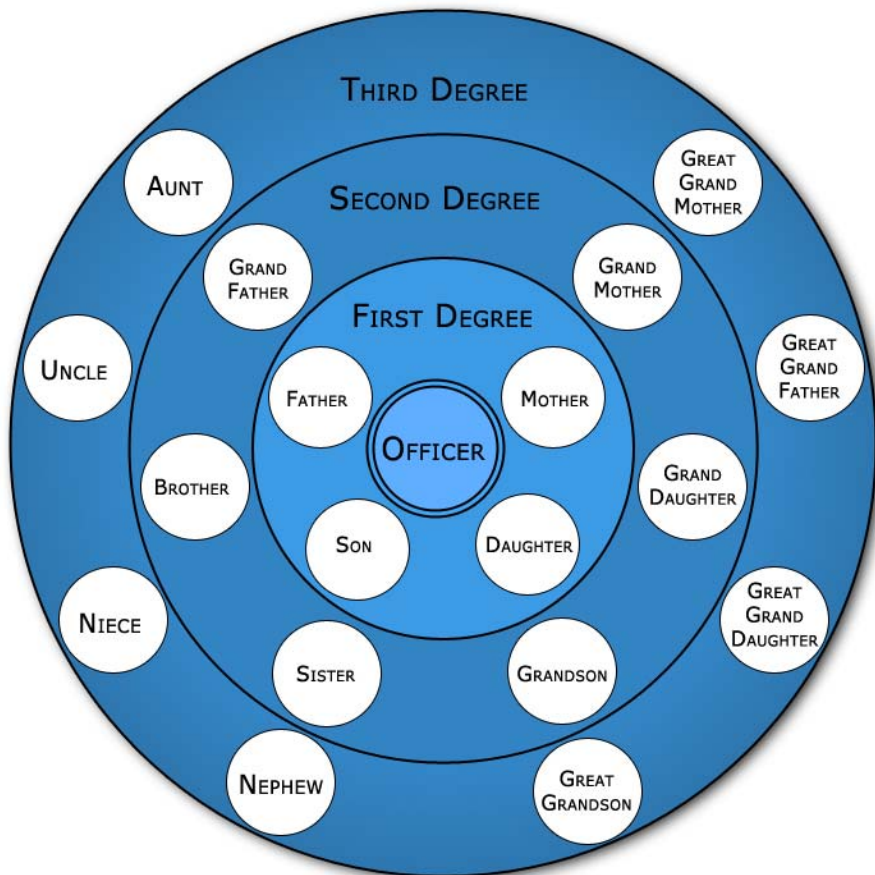 Third Degree
Aunt
Great
Grand
Mother
Second Degree
Grand
Father
Grand
Mother
First Degree
Uncle
Great
Grand
Father
Father
Mother
Officer
Brother
Grand
Daughter
Son
Daughter
Niece
Great
Grand
Daughter
Sister
Grandson
Nephew
Great
Grandson